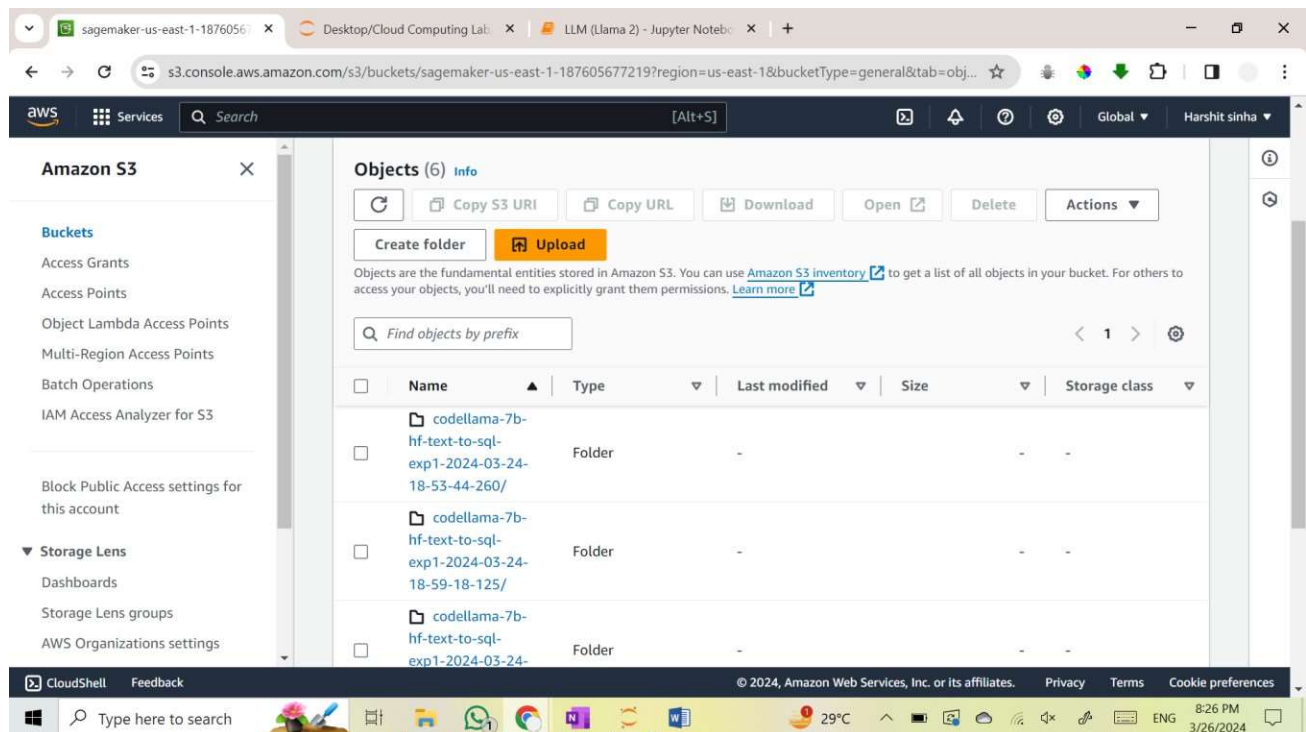 sagemaker-us-east-1-1876056
Desktop/Cloud Computing Lab
LLM (Llama 2) - Jupyter Notebo
s3.console.aws.amazon.com/s3/buckets/sagemaker-us-east-1-187605677219?region=us-east-1&bucketType=general&tab=obj...
aws Services Search [Alt+S] Global Harshit sinha
Amazon S3
Buckets
Access Grants
Access Points
Object Lambda Access Points
Multi-Region Access Points
Batch Operations
IAM Access Analyzer for S3
Block Public Access settings for
this account
Storage Lens
Dashboards
Storage Lens groups
AWS Organizations settings
Objects (6) Info
Copy S3 URI Copy URL Download Open Delete Actions
Create folder Upload
Objects are the fundamental entities stored in Amazon S3. You can use Amazon S3 inventory to get a list of all objects in your bucket. For others to
access your objects, you'll need to explicitly grant them permissions. Learn more
Find objects by prefix
1
Name Type Last modified Size Storage class
codellama-7b-
hf-text-to-sql-
exp1-2024-03-24-
18-53-44-260/
Folder - - -
codellama-7b-
hf-text-to-sql-
exp1-2024-03-24-
18-59-18-125/
Folder - - -
codellama-7b-
hf-text-to-sql-
exp1-2024-03-24-
Folder - - -
CloudShell Feedback © 2024, Amazon Web Services, Inc. or its affiliates. Privacy Terms Cookie preferences
Type here to search 29°C ENG 8:26 PM
3/26/2024